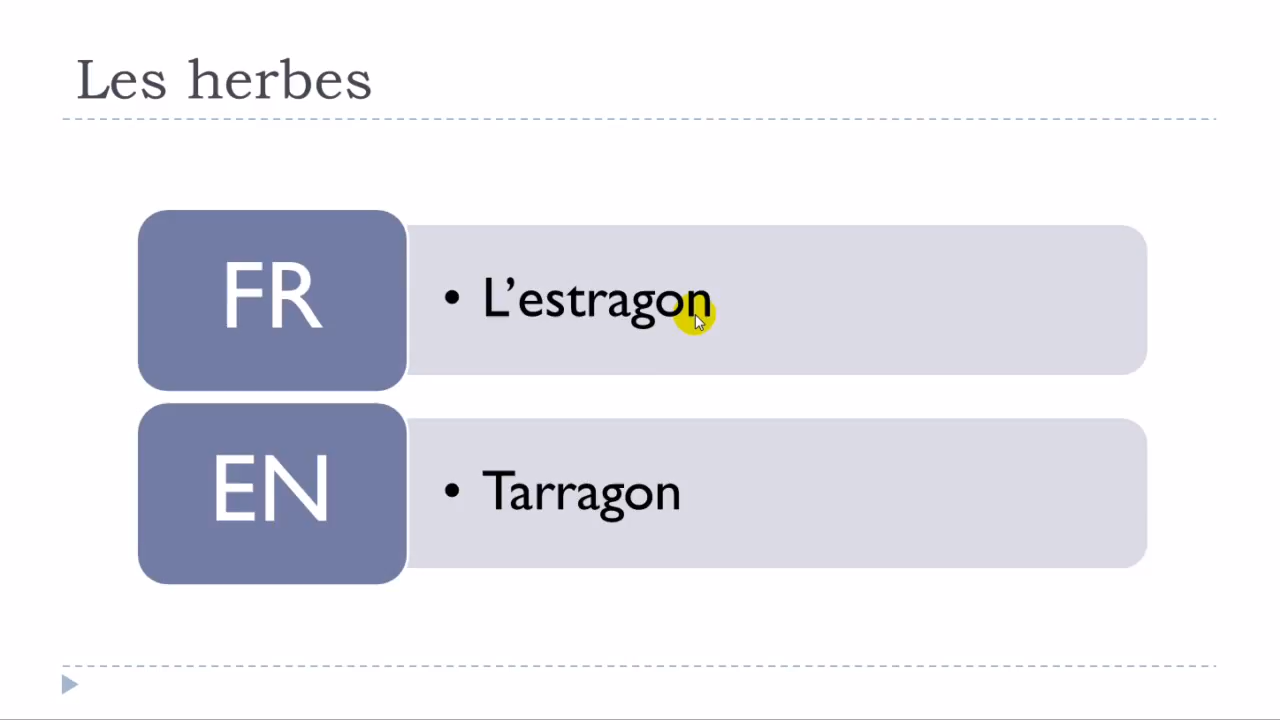 Les herbes
FR
• L’estragon
EN
• Tarragon